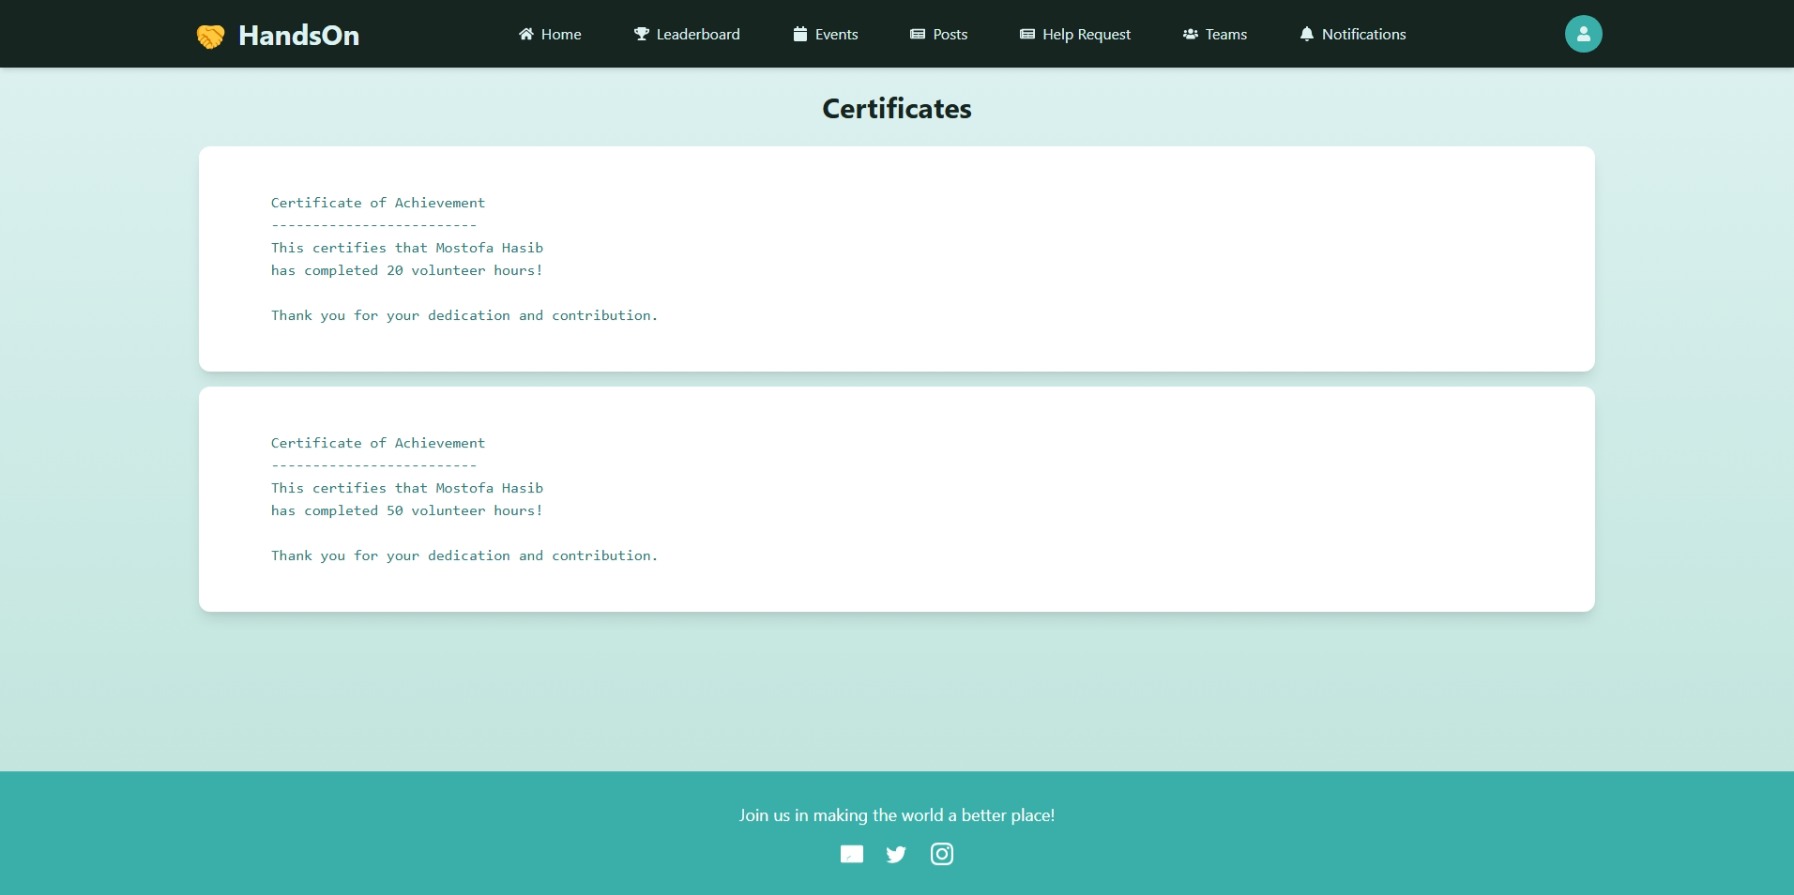 HandsOn
Home
Leaderboard
Events
Posts
Help Request
Teams
Notifications
Certificates
Certificate of Achievement
-------------------------
This certifies that Mostofa Hasib
has completed 20 volunteer hours!
Thank you for your dedication and contribution.
Certificate of Achievement
-------------------------
This certifies that Mostofa Hasib
has completed 50 volunteer hours!
Thank you for your dedication and contribution.
Join us in making the world a better place!